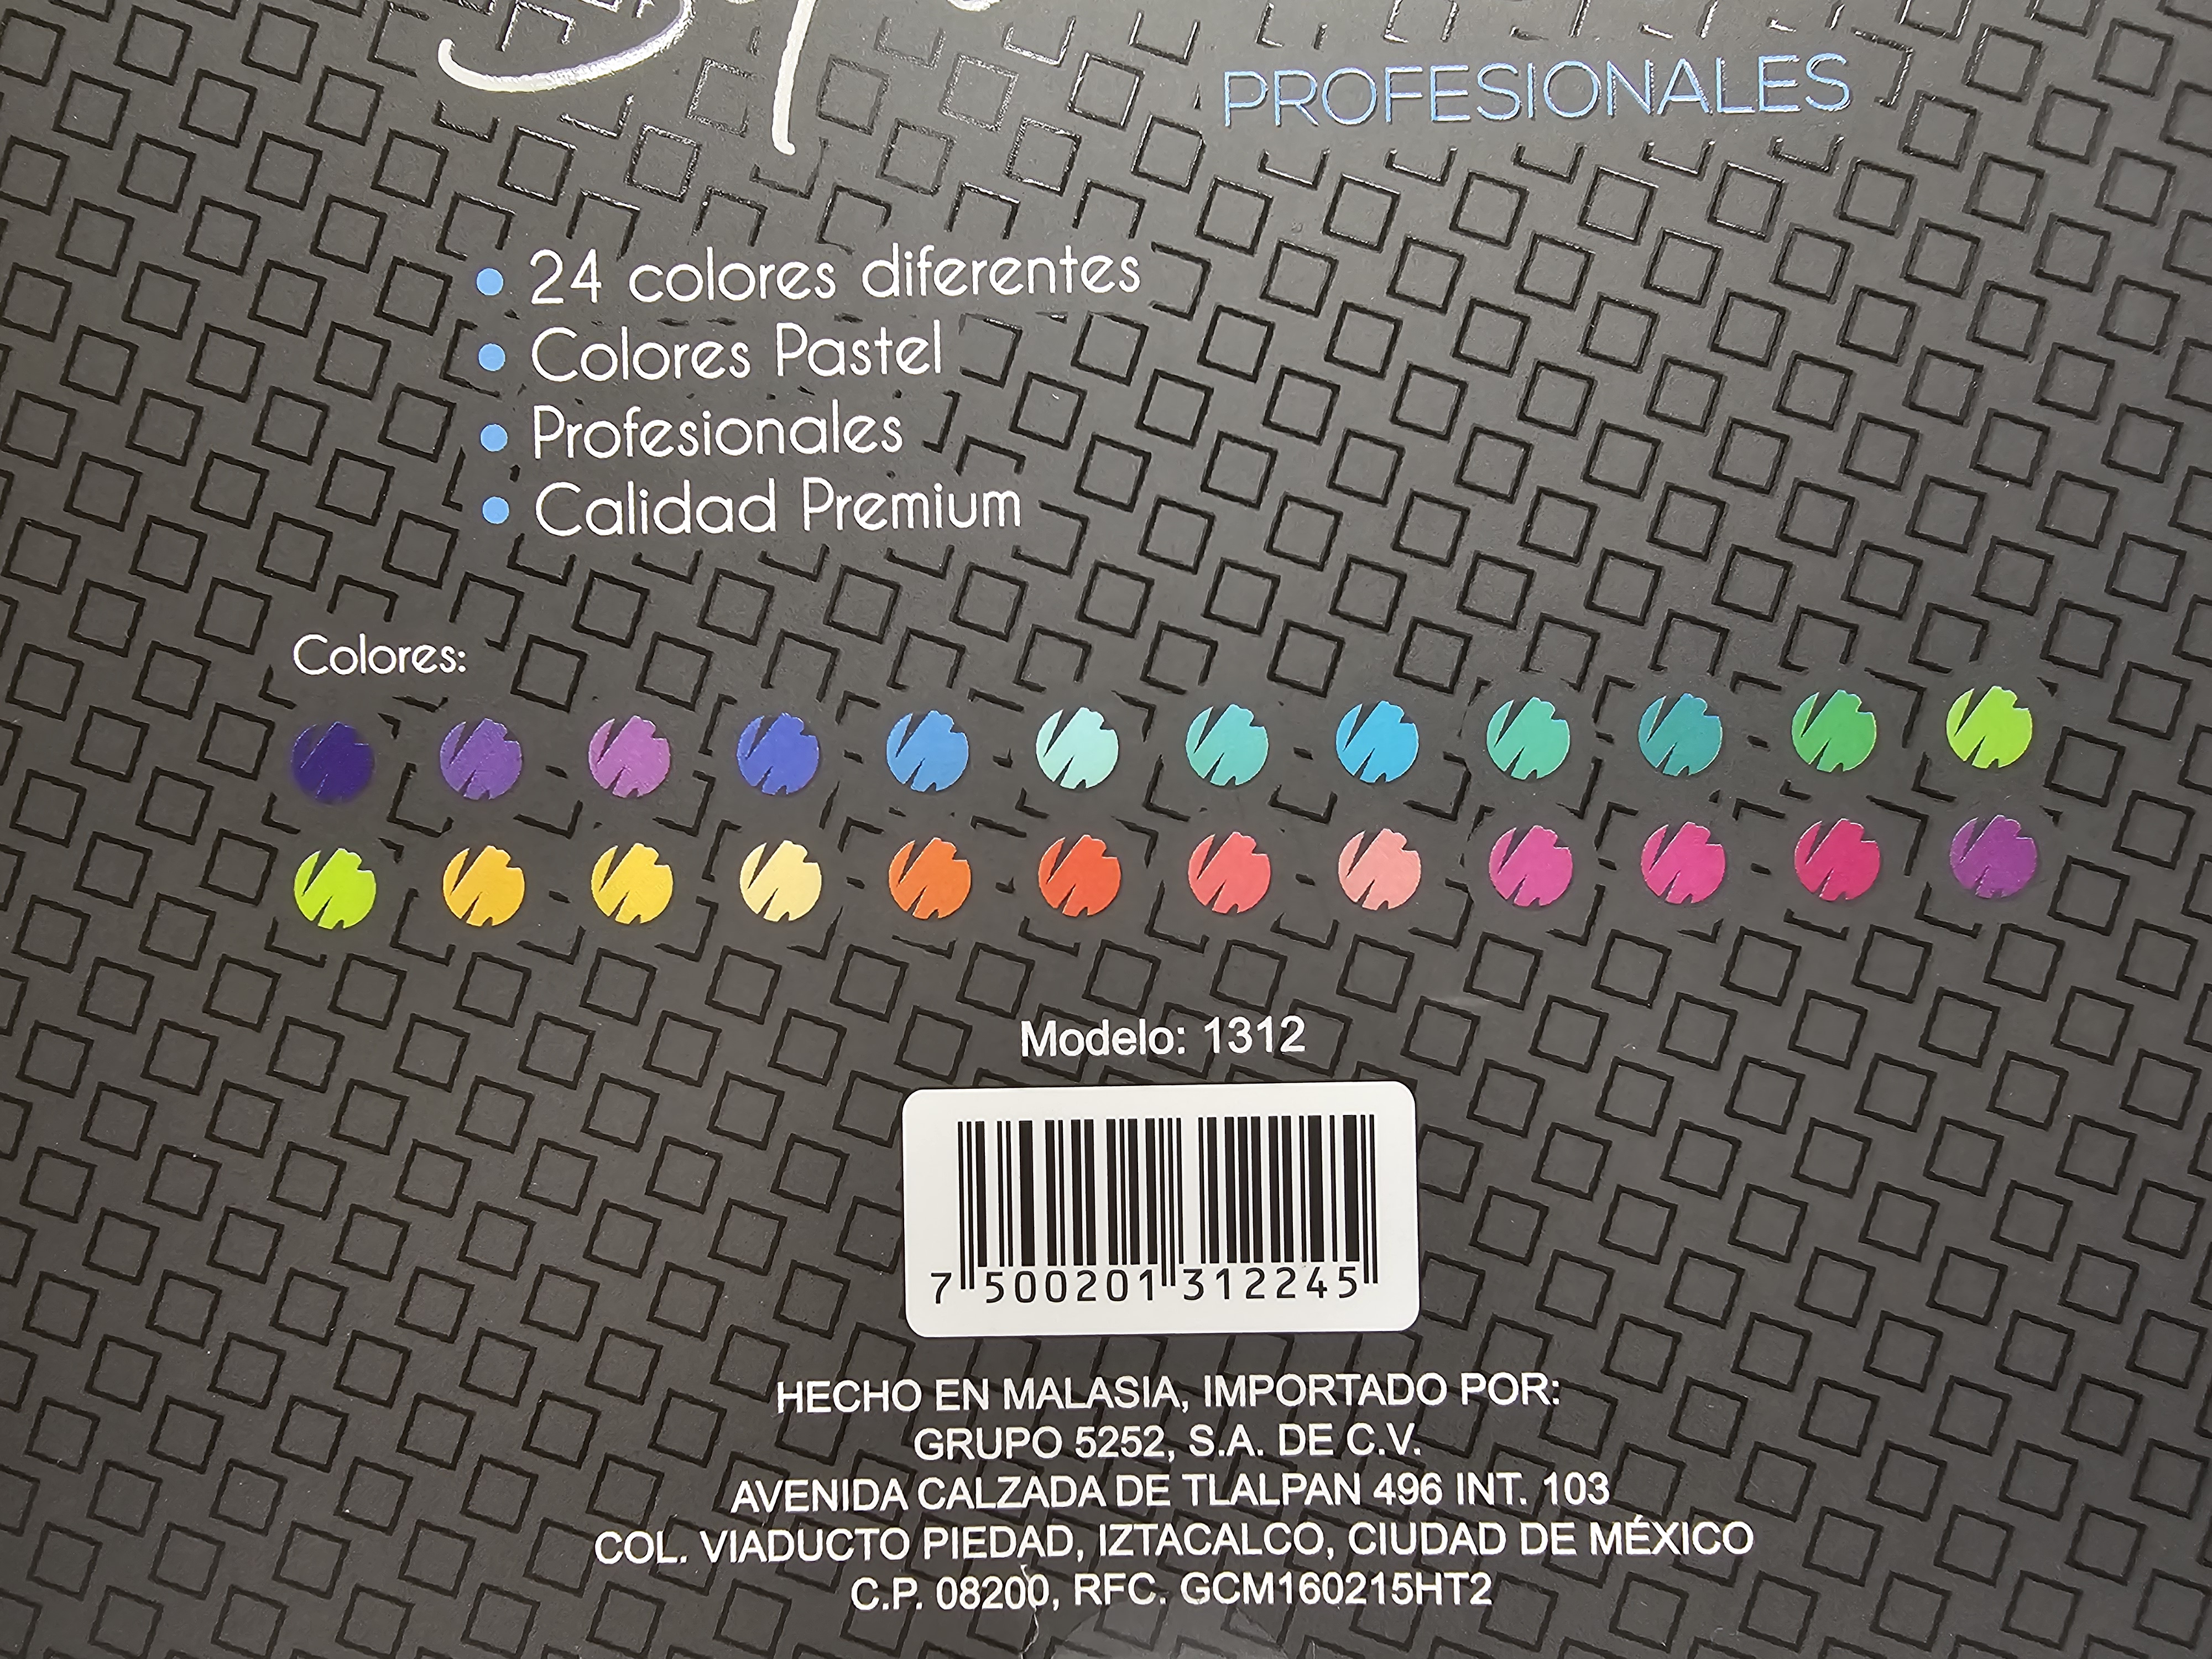 PROFESIONALES
24 colores diferentes
Colores Pastel
Profesionales
Calidad Premium
Colores:
Modelo: 1312
7 500201 312245
HECHO EN MALASIA, IMPORTADO POR:
GRUPO 5252, S.A. DE C.V.
AVENIDA CALZADA DE TLALPAN 496 INT. 103
COL. VIADUCTO PIEDAD, IZTACALCO, CIUDAD DE MÉXICO
C.P. 08200, RFC. GCM160215HT2